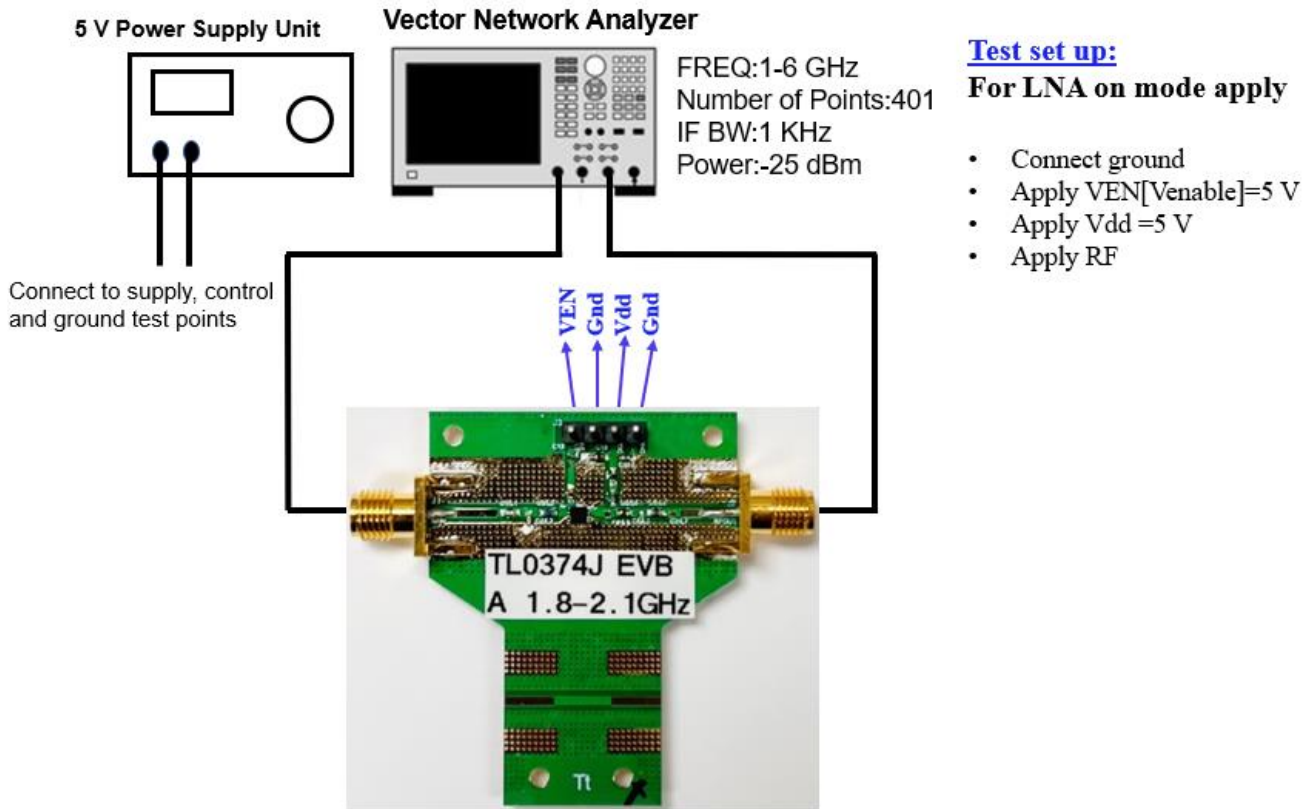 5 V Power Supply Unit
Vector Network Analyzer
FREQ:1-6 GHz
Number of Points:401
IF BW:1 KHz
Power:-25 dBm
Test set up:
For LNA on mode apply
• Connect ground
• Apply VEN[Venable]=5 V
• Apply Vdd =5 V
• Apply RF
Connect to supply, control
and ground test points
VEN
Gnd
Vdd
Gnd
TL0374J EVB
A 1.8-2.1GHz
Tt